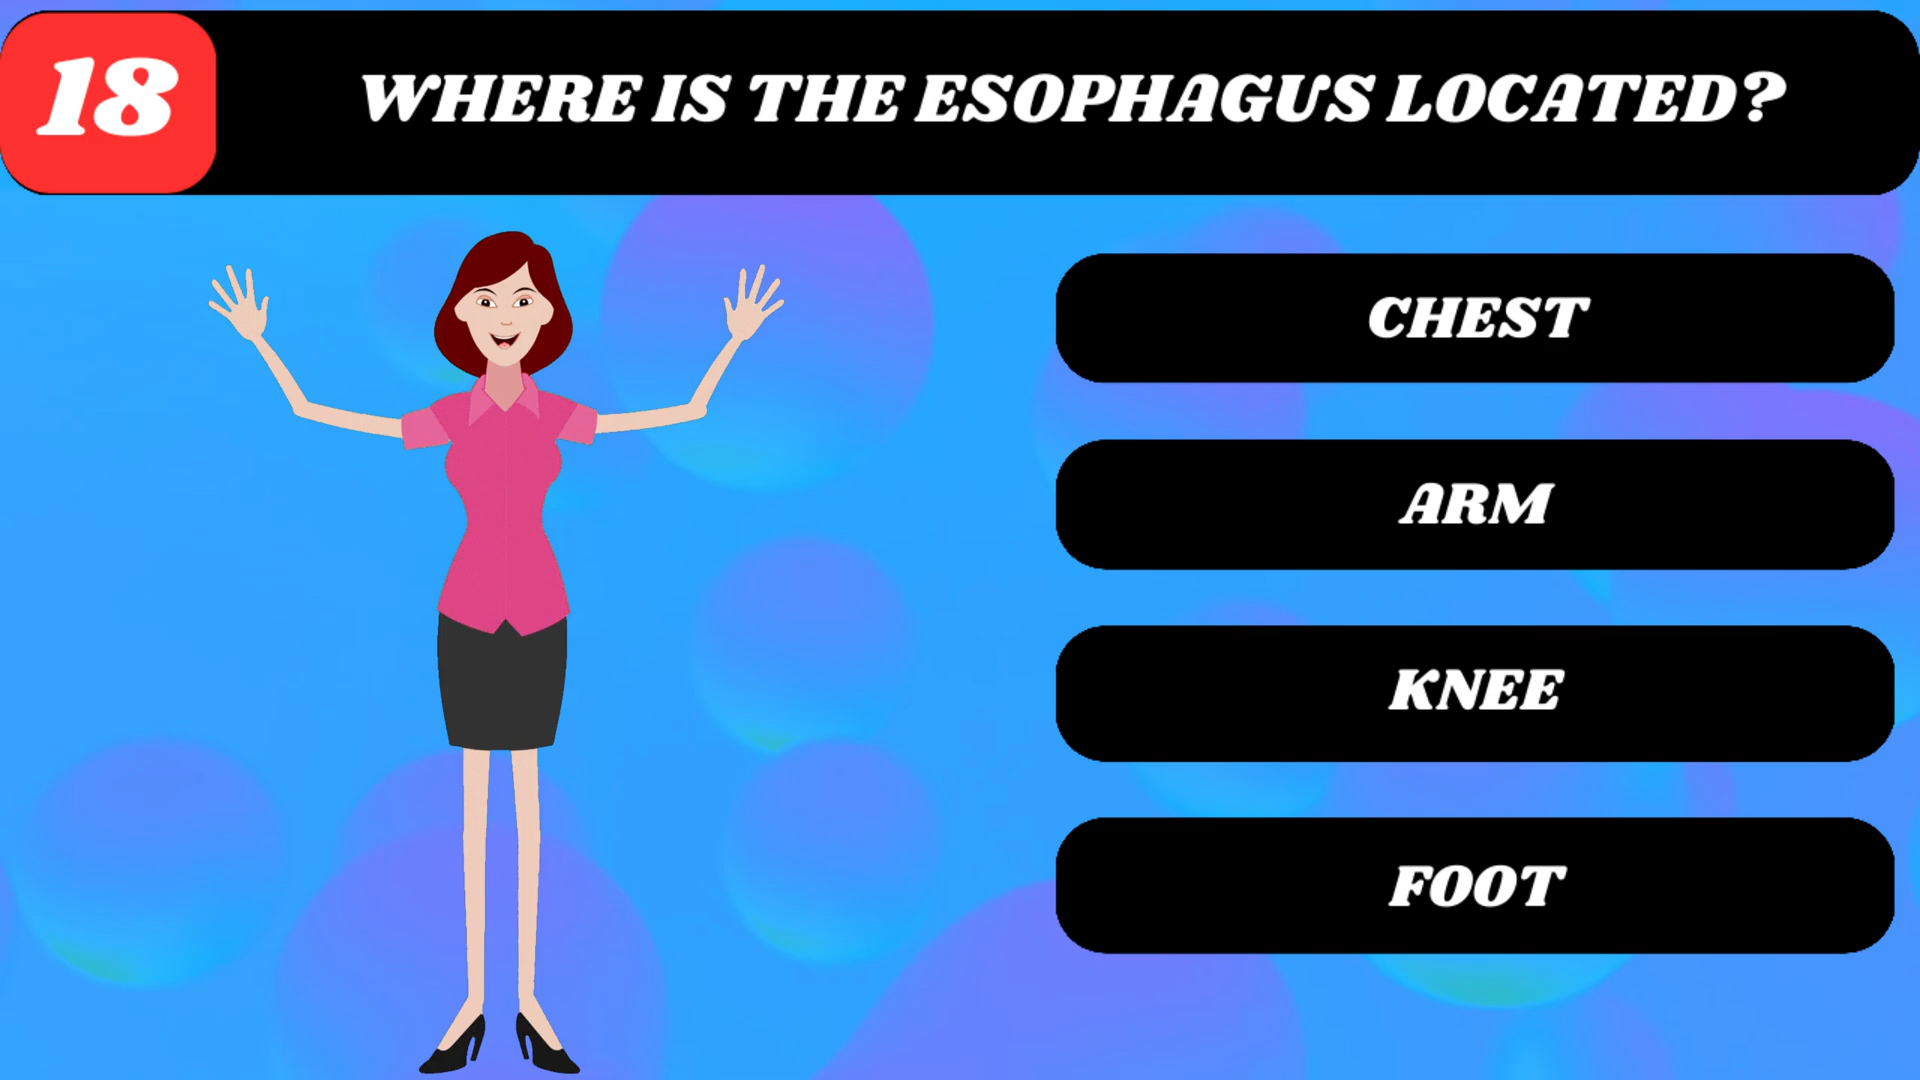 18
WHERE IS THE ESOPHAGUS LOCATED?
CHEST
ARM
KNEE
FOOT